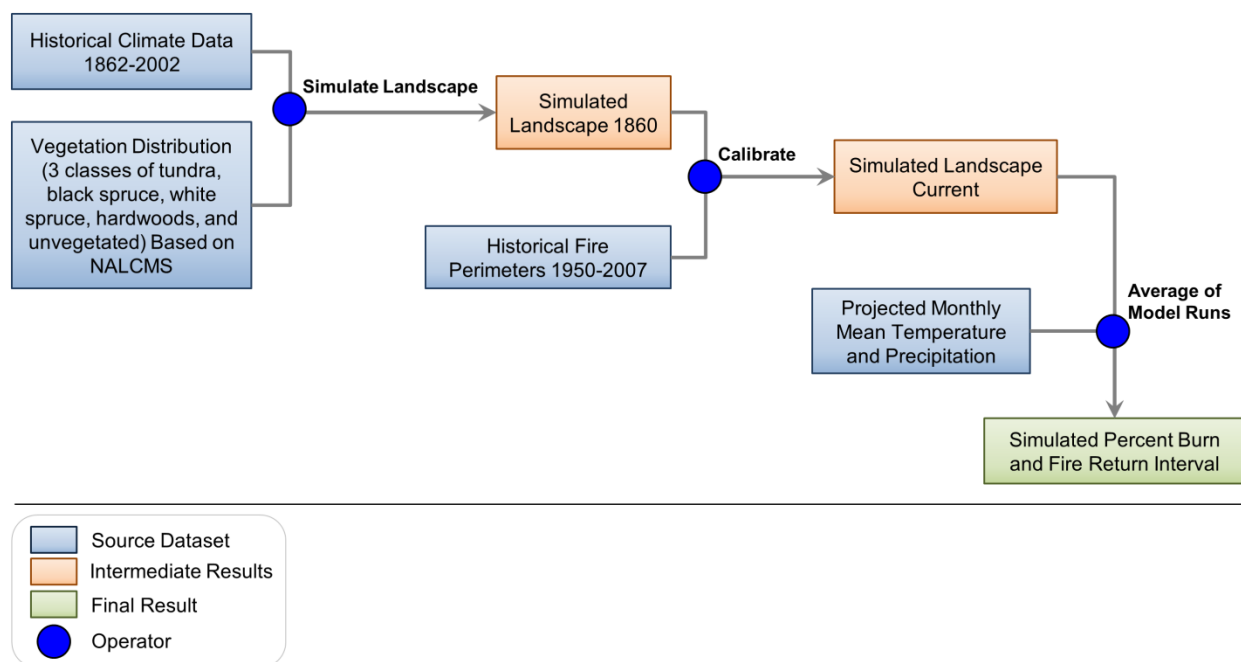 Historical Climate Data
1862-2002
Simulate Landscape
Vegetation Distribution
(3 classes of tundra,
black spruce, white
spruce, hardwoods, and
unvegetated) Based on
NALCMS
Simulated
Landscape 1860
Calibrate
Historical Fire
Perimeters 1950-2007
Simulated Landscape
Current
Projected Monthly
Mean Temperature
and Precipitation
Average of
Model Runs
Simulated Percent Burn
and Fire Return Interval
Source Dataset
Intermediate Results
Final Result
Operator